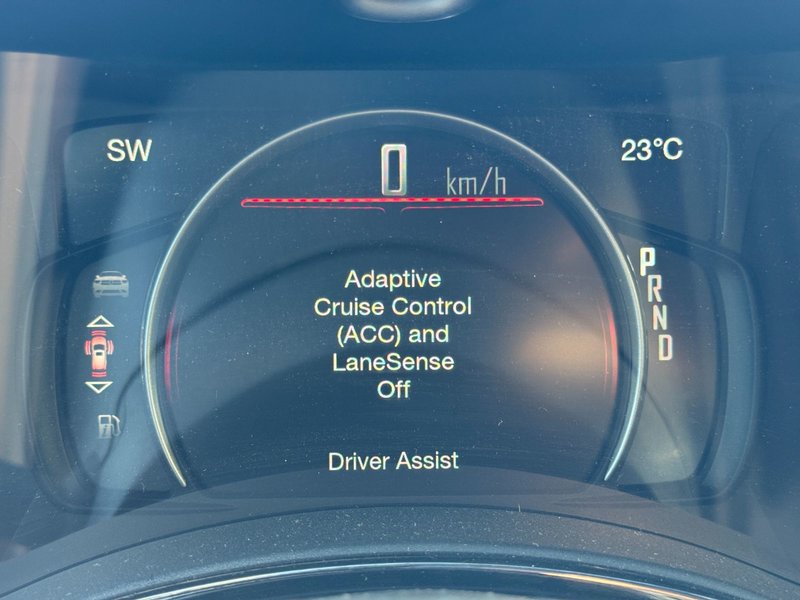 SW
0 km/h
23°C
P
R
N
D
Adaptive
Cruise Control
(ACC) and
LaneSense
Off
Driver Assist